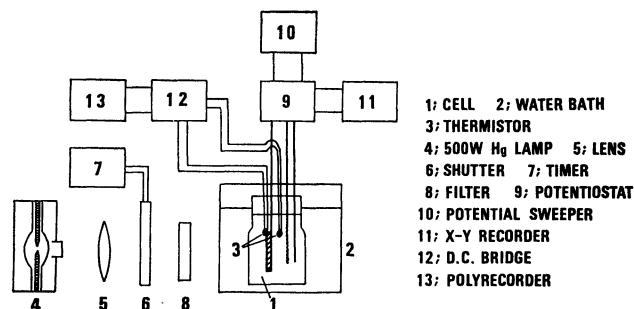 10
13
12
9
11
7
3
2
4
5
6
8
1
1; CELL 2; WATER BATH
3; THERMISTOR
4; 500W Hg LAMP 5; LENS
6; SHUTTER 7; TIMER
8; FILTER 9; POTENTIOSTAT
10; POTENTIAL SWEEPER
11; X-Y RECORDER
12; D.C. BRIDGE
13; POLYRECORDER